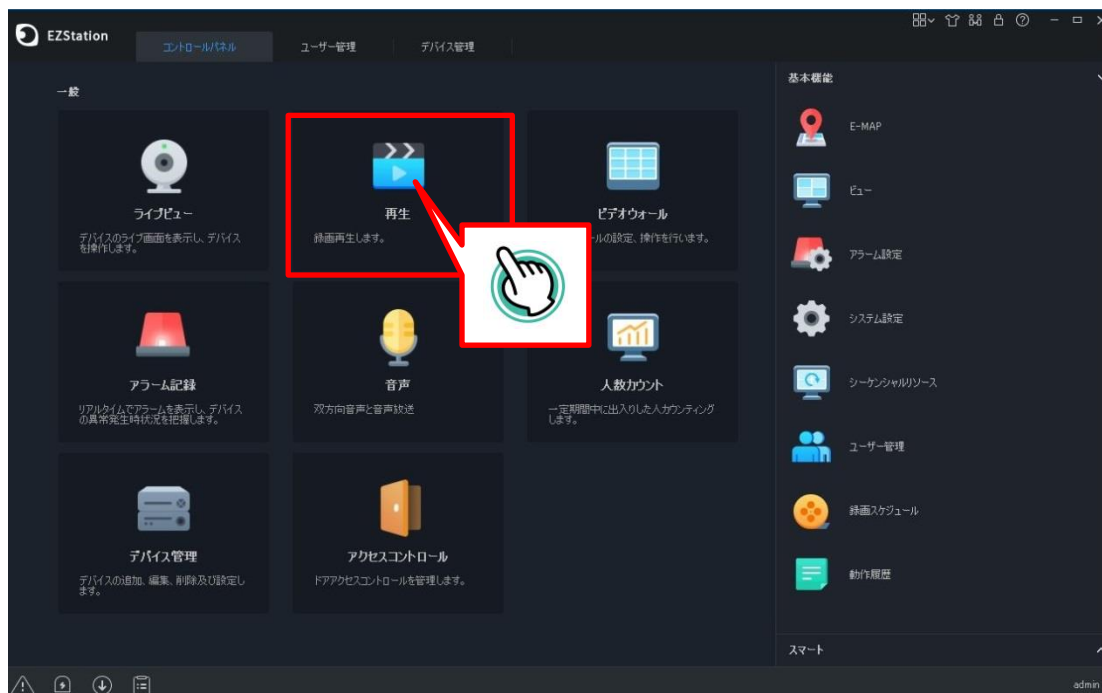 EZStation
コントロールパネル
ユーザー管理
デバイス管理
一般
ライブビュー
デバイスのライブ画面を表示し、デバイス
を操作します。
再生
録画再生します。
ビデオウォール
ールの設定、操作を行います。
アラーム記録
リアルタイムでアラームを表示し、デバイス
の異常発生時状況を把握します。
音声
双方向音声と音声放送
人数カウント
一定期間中に出入りした人カウンティング
します。
デバイス管理
デバイスの追加、編集、削除及び設定し
ます。
アクセスコントロール
ドアアクセスコントロールを管理します。
基本機能
E-MAP
ビュー
アラーム設定
システム設定
シーケンシャルリソース
ユーザー管理
録画スケジュール
動作履歴
スマート
admin